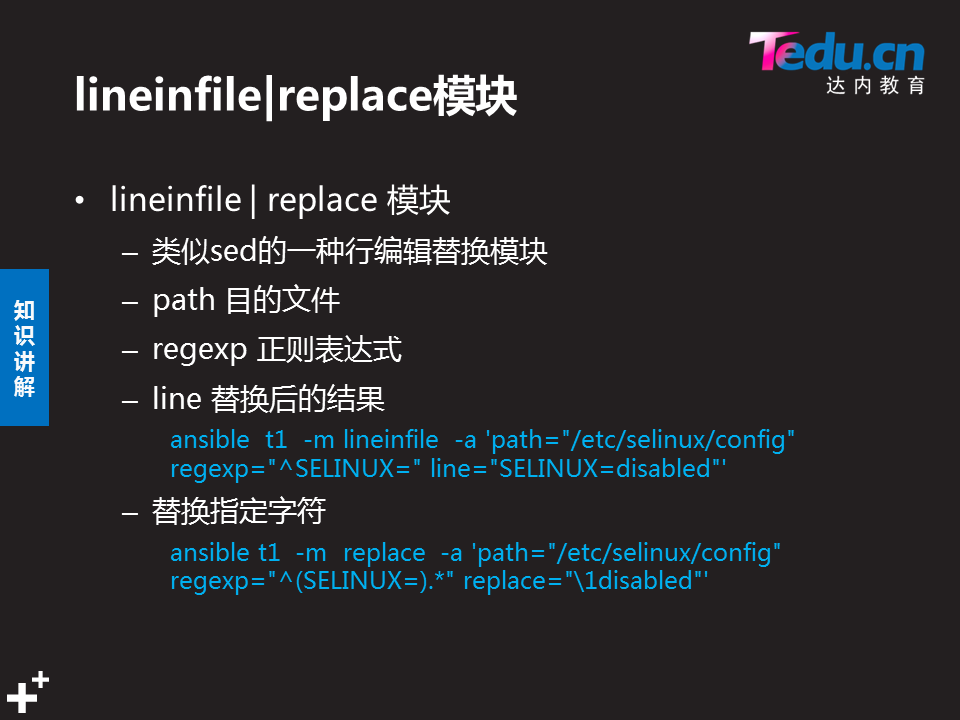 Tedu.cn
达内教育
lineinfile|replace模块
• lineinfile | replace 模块
– 类似sed的一种行编辑替换模块
– path 目的文件
– regexp 正则表达式
– line 替换后的结果
ansible t1 -m lineinfile -a 'path="/etc/selinux/config"
regexp="^SELINUX=" line="SELINUX=disabled"'
– 替换指定字符
ansible t1 -m replace -a 'path="/etc/selinux/config"
regexp="^(SELINUX=).*" replace="\1disabled"'
知识讲解